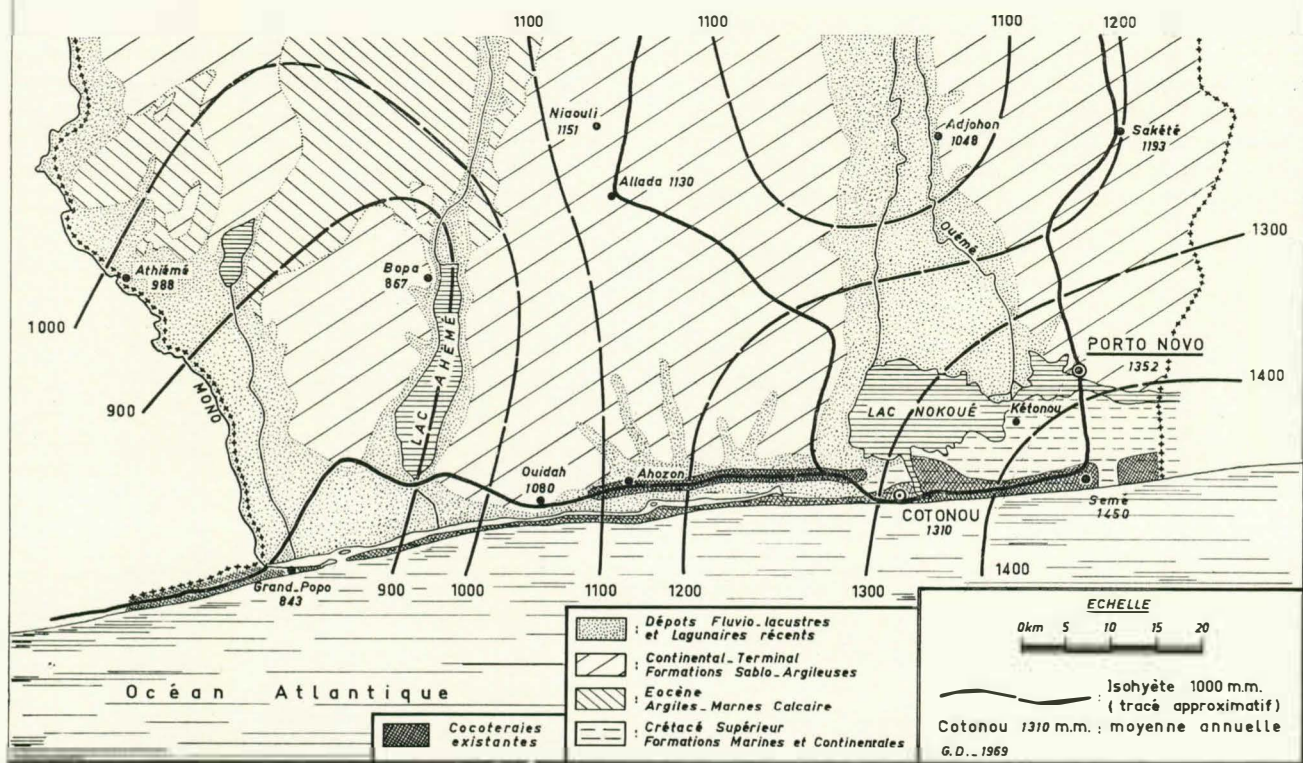 1100
1100
1100
1200
Niaouli
1151
Adjohon
1048
Sakété
1193
Allada 1130
Ouémé
1300
Athiémé
988
Bopa
867
1000
LAC AHÉMÉ
PORTO NOVO
1352
1400
900
MONO
LAC NOKOUÉ
Kétonou
Ouidah
1080
Ahozon
Semé
1450
COTONOU
1310
Grand_Popo
843
900
1000
1100
1200
1300
1400
Océan Atlantique
Cocoteraies
existantes
: Dépots Fluvio_lacustres
et Lagunaires récents
: Continental_Terminal
Formations Sablo_Argileuses
: Eocène
Argiles_Marnes Calcaire
: Crétacé Supérieur
Formations Marines et Continentales
ECHELLE
0km 5 10 15 20
: Isohyète 1000 m.m.
( tracé approximatif )
Cotonou 1310 m.m. : moyenne annuelle
G.D._1969